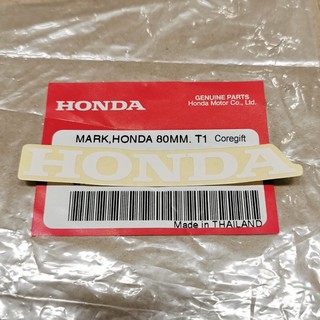 HONDA
GENUINE PARTS
Honda Motor Co., Ltd.
MARK,HONDA 80MM. T1 Coregift
HONDA
Made in THAILAND